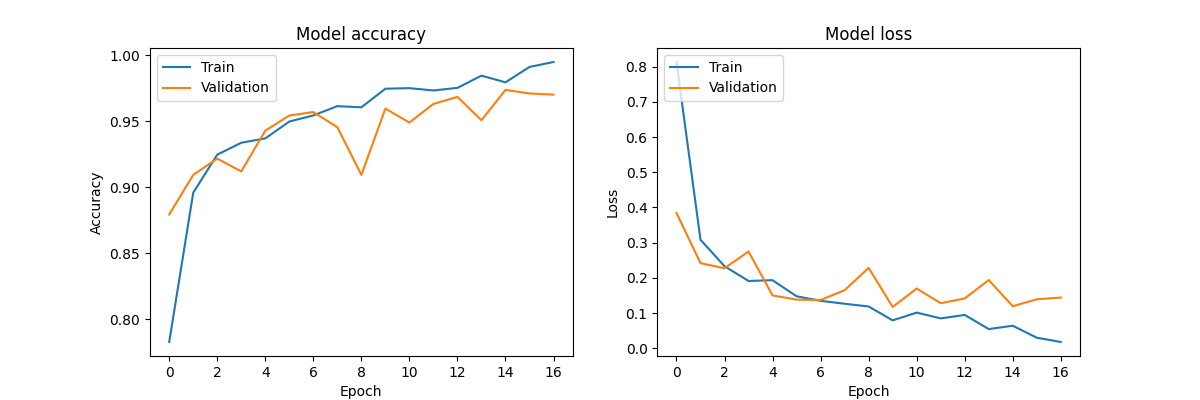 Model accuracy
Train
Validation
1.00
0.95
0.90
0.85
0.80
Accuracy
0 2 4 6 8 10 12 14 16
Epoch
Model loss
Train
Validation
0.8
0.7
0.6
0.5
0.4
0.3
0.2
0.1
0.0
Loss
0 2 4 6 8 10 12 14 16
Epoch